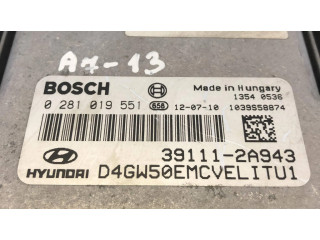 A7-13
BOSCH
Made in Hungary
1354 0536
0 281 019 551 658 12-07-10 1039S58874
39111-2A943
HYUNDAI D4GW50EMCVELITU1